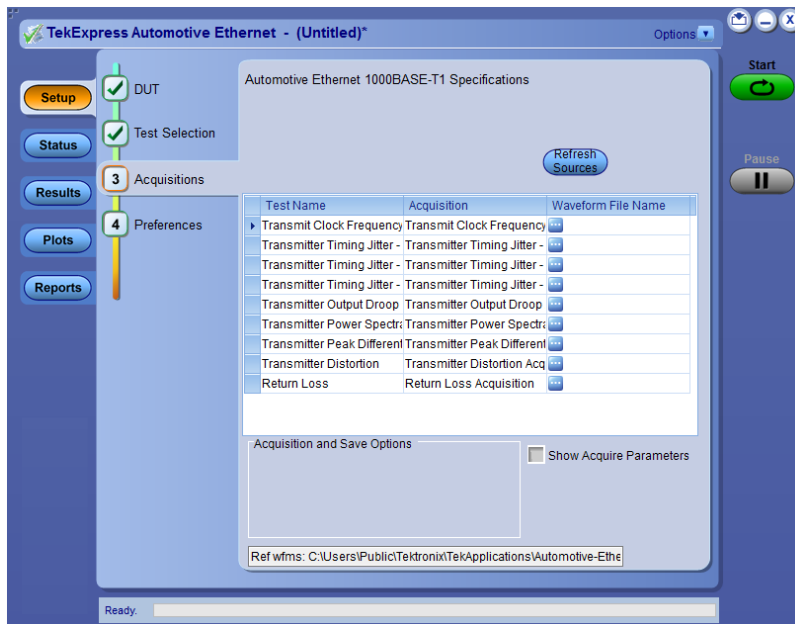 TekExpress Automotive Ethernet - (Untitled)*
Options
Start
Pause
Setup
Status
Results
Plots
Reports
DUT
Test Selection
3 Acquisitions
4 Preferences
Automotive Ethernet 1000BASE-T1 Specifications
Refresh
Sources
Test Name Acquisition Waveform File Name
Transmit Clock Frequency Transmit Clock Frequency ...
Transmitter Timing Jitter - Transmitter Timing Jitter - ...
Transmitter Timing Jitter - Transmitter Timing Jitter - ...
Transmitter Timing Jitter - Transmitter Timing Jitter - ...
Transmitter Output Droop Transmitter Output Droop ...
Transmitter Power Spectra Transmitter Power Spectra ...
Transmitter Peak Different Transmitter Peak Different ...
Transmitter Distortion Transmitter Distortion Acq ...
Return Loss Return Loss Acquisition ...
Acquisition and Save Options
Show Acquire Parameters
Ref wfms: C:\Users\Public\Tektronix\TekApplications\Automotive-Ethe
Ready.